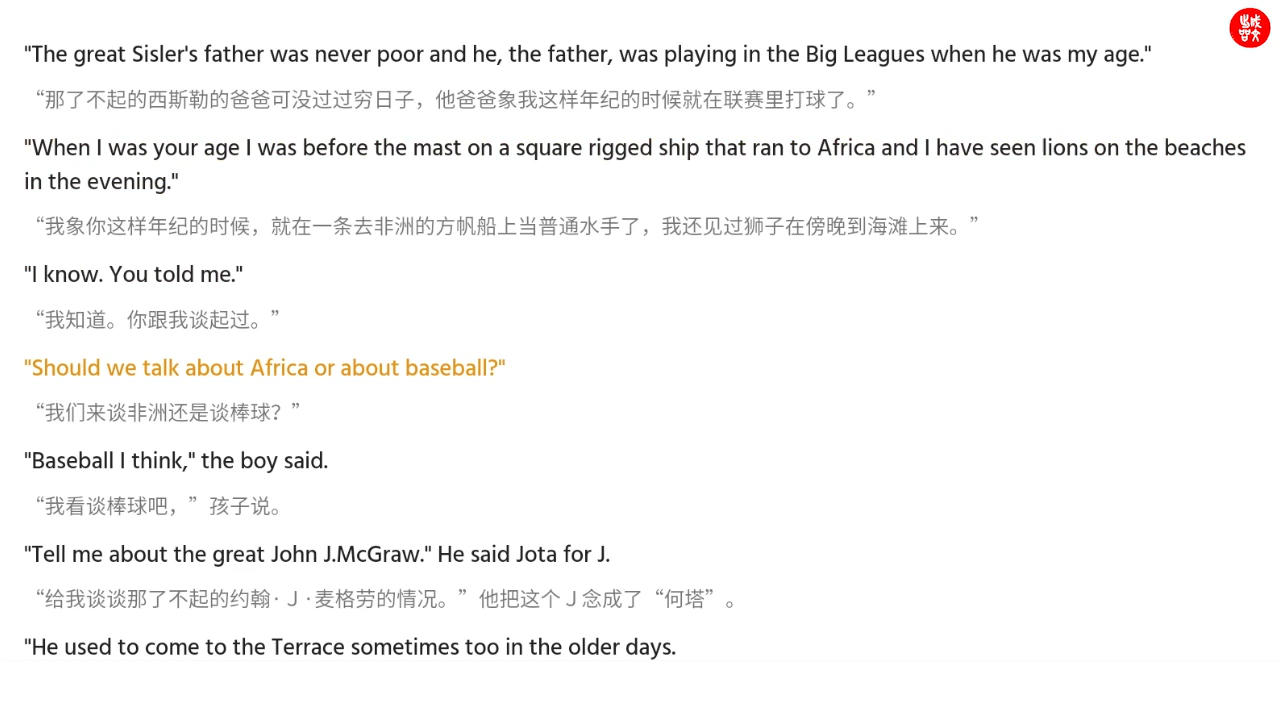 "The great Sisler's father was never poor and he, the father, was playing in the Big Leagues when he was my age."
“那了不起的西斯勒的爸爸可没过过穷日子，他爸爸象我这样年纪的时候就在联赛里打球了。”
"When I was your age I was before the mast on a square rigged ship that ran to Africa and I have seen lions on the beaches
in the evening."
“我象你这样年纪的时候，就在一条去非洲的方帆船上当普通水手了，我还见过狮子在傍晚到海滩上来。”
"I know. You told me."
“我知道。你跟我谈起过。”
"Should we talk about Africa or about baseball?"
“我们来谈非洲还是谈棒球？”
"Baseball I think," the boy said.
“我看谈棒球吧，”孩子说。
"Tell me about the great John J.McGraw." He said Jota for J.
“给我谈谈那了不起的约翰·Ｊ·麦格劳的情况。”他把这个Ｊ念成了“何塔”。
"He used to come to the Terrace sometimes too in the older days.